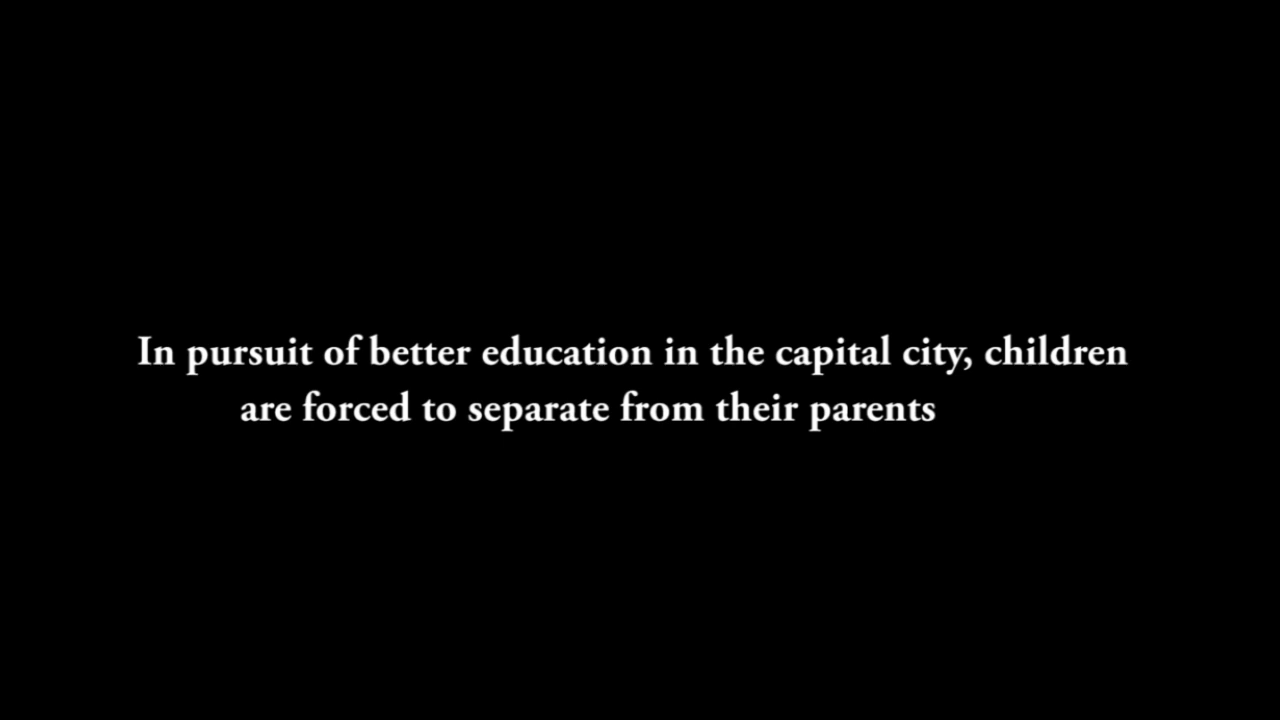 In pursuit of better education in the capital city, children
are forced to separate from their parents